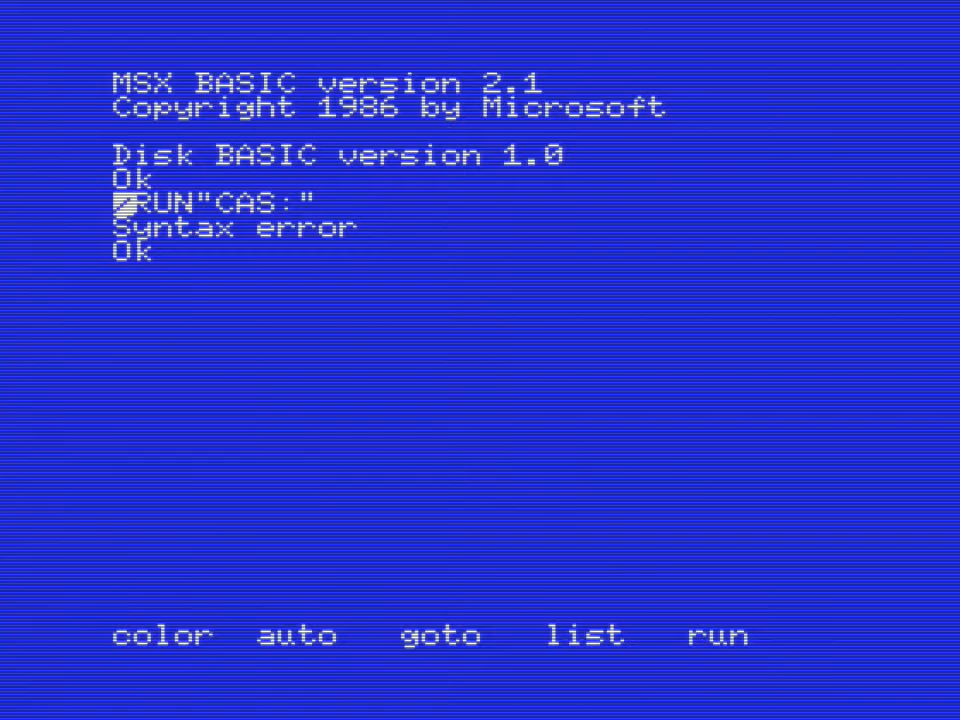 MSX BASIC version 2.1
Copyright 1986 by Microsoft
Disk BASIC version 1.0
Ok
/RUN"CAS:"
Syntax error
Ok
color auto goto list run